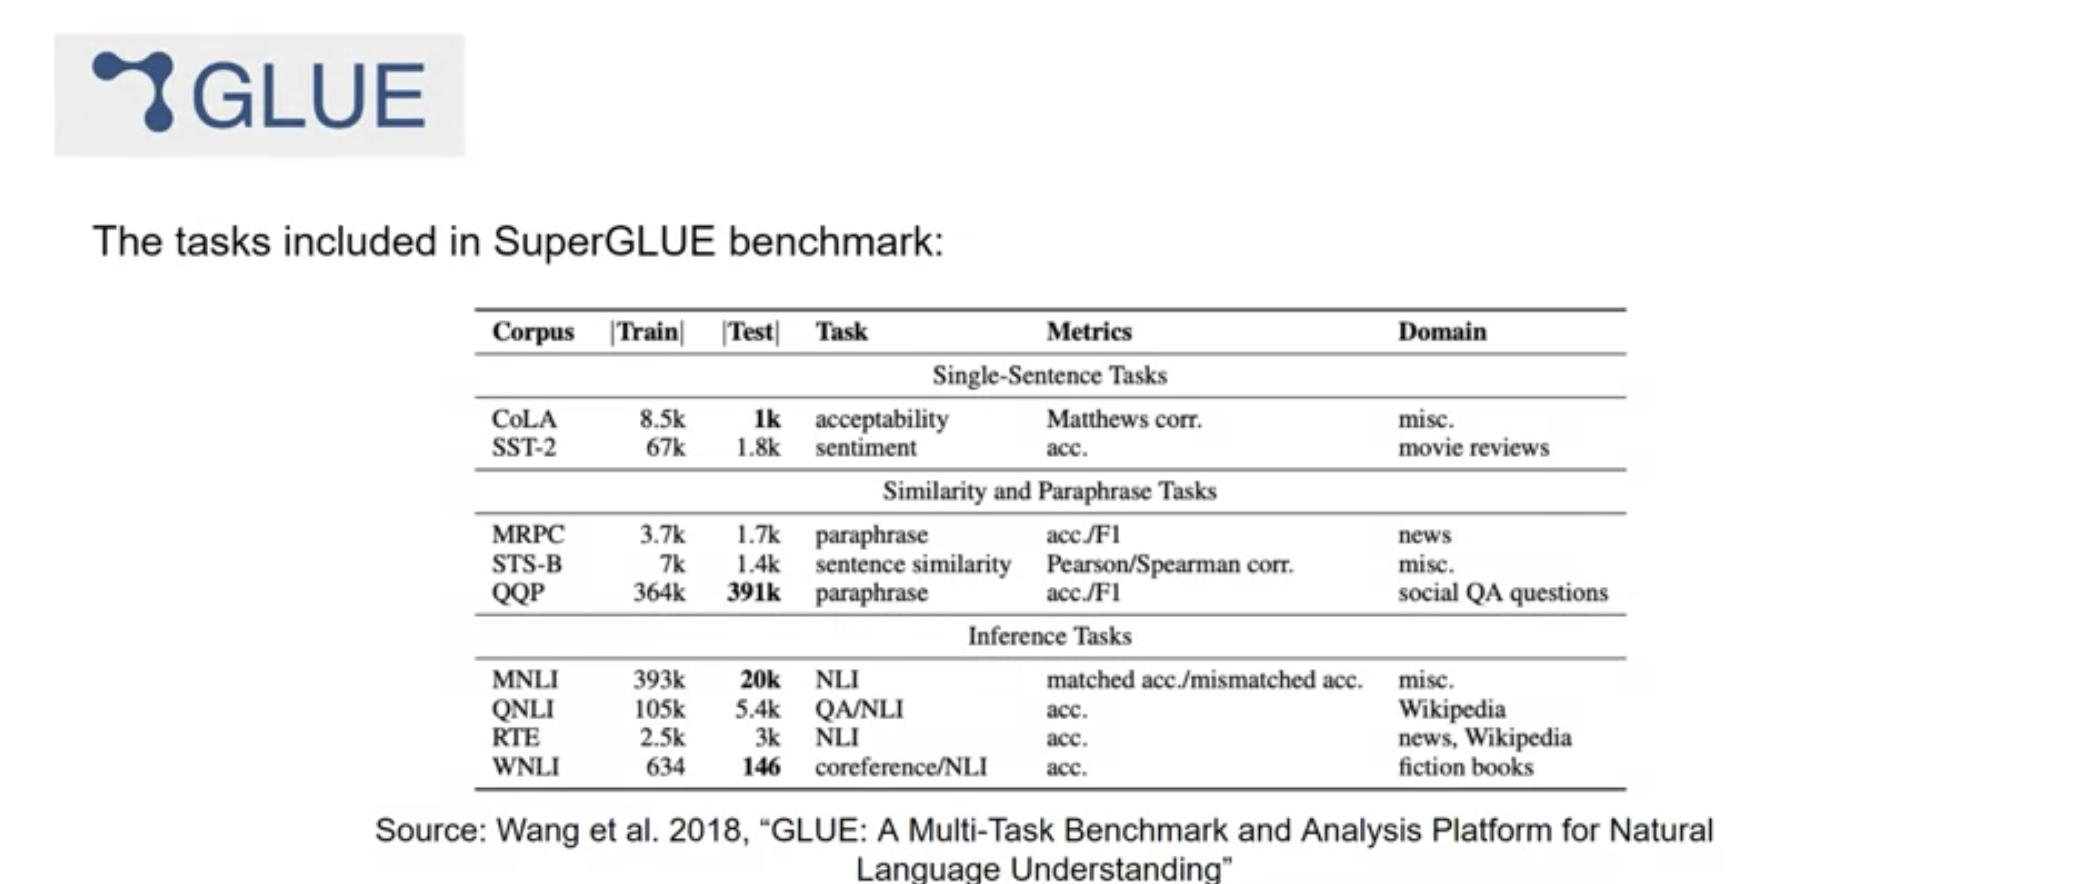 GLUE
The tasks included in SuperGLUE benchmark:
Corpus |Train| |Test| Task Metrics Domain
Single-Sentence Tasks
CoLA 8.5k 1k acceptability Matthews corr. misc.
SST-2 67k 1.8k sentiment acc. movie reviews
Similarity and Paraphrase Tasks
MRPC 3.7k 1.7k paraphrase acc./F1 news
STS-B 7k 1.4k sentence similarity Pearson/Spearman corr. misc.
QQP 364k 391k paraphrase acc./F1 social QA questions
Inference Tasks
MNLI 393k 20k NLI matched acc./mismatched acc. misc.
QNLI 105k 5.4k QA/NLI acc. Wikipedia
RTE 2.5k 3k NLI acc. news, Wikipedia
WNLI 634 146 coreference/NLI acc. fiction books
Source: Wang et al. 2018, “GLUE: A Multi-Task Benchmark and Analysis Platform for Natural
Language Understanding”